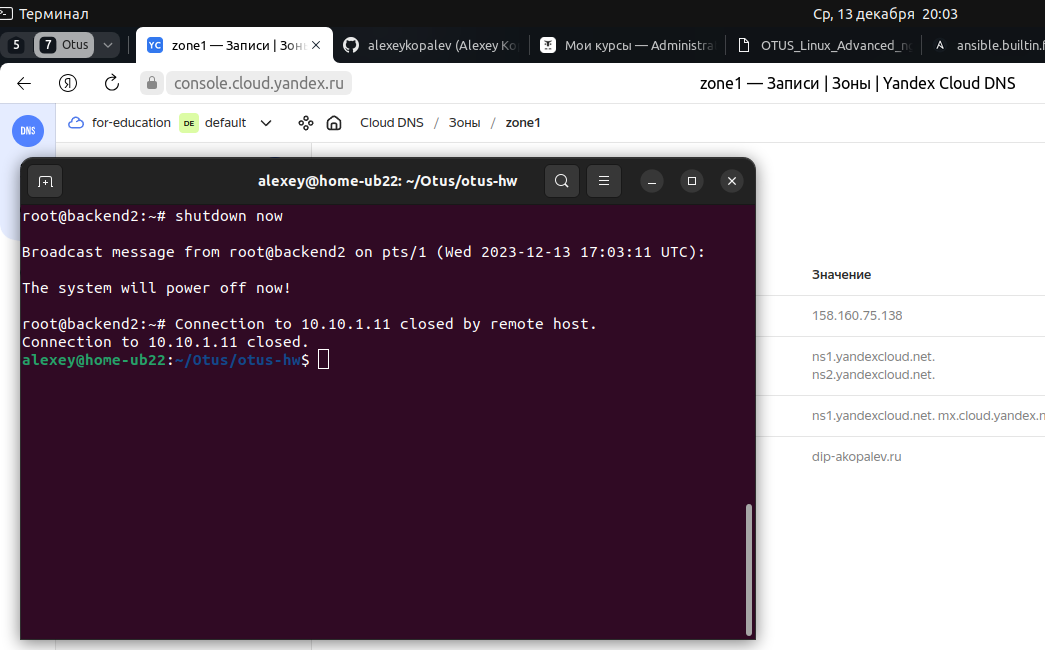 Терминал
Ср, 13 декабря 20:03
5
7 Otus
YC zone1 — Записи | Зон
alexeykopalev (Alexey Ko
Мои курсы — Administra
OTUS_Linux_Advanced_
A ansible.builtin.f
Я
console.cloud.yandex.ru
zone1 — Записи | Зоны | Yandex Cloud DNS
DNS
for-education DE default
Cloud DNS / Зоны / zone1
alexey@home-ub22: ~/Otus/otus-hw
root@backend2:~# shutdown now
Broadcast message from root@backend2 on pts/1 (Wed 2023-12-13 17:03:11 UTC):
The system will power off now!
root@backend2:~# Connection to 10.10.1.11 closed by remote host.
Connection to 10.10.1.11 closed.
alexey@home-ub22:~/Otus/otus-hw$
Значение
158.160.75.138
ns1.yandexcloud.net.
ns2.yandexcloud.net.
ns1.yandexcloud.net. mx.cloud.yandex.n
dip-akopalev.ru